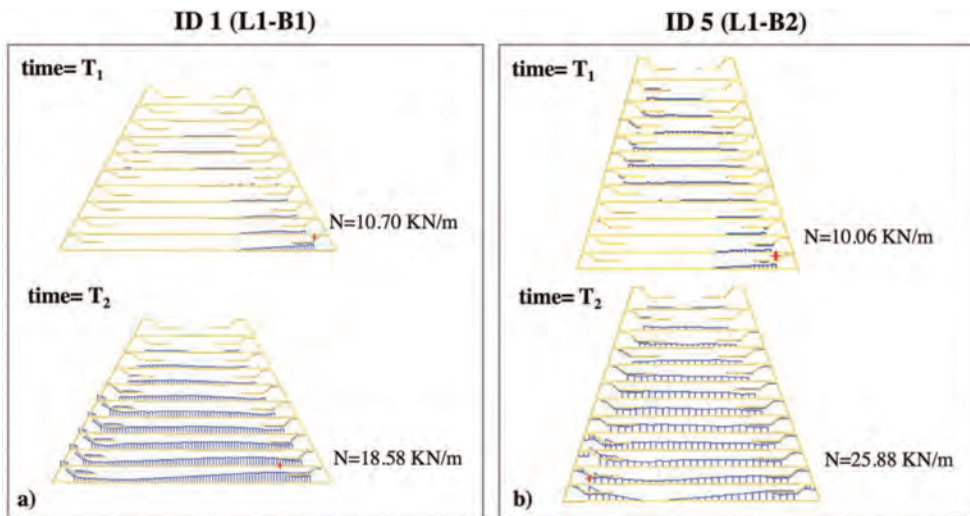 ID 1 (L1-B1)
time= T1
N=10.70 KN/m
time= T2
N=18.58 KN/m
a)
ID 5 (L1-B2)
time= T1
N=10.06 KN/m
time= T2
N=25.88 KN/m
b)